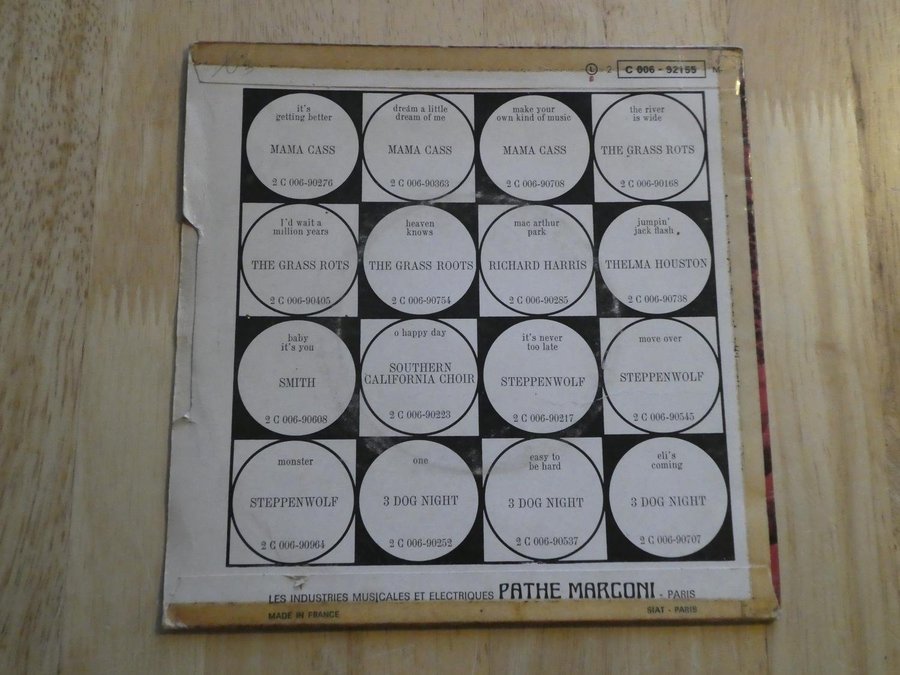 L 2 C 006 - 92159 M
it's
getting better
MAMA CASS
2 C 006-90276
dream a little
dream of me
MAMA CASS
2 C 006-90363
make your
own kind of music
MAMA CASS
2 C 006-90708
the river
is wide
THE GRASS ROTS
2 C 006-90168
I'd wait a
million years
THE GRASS ROTS
2 C 006-90405
heaven
knows
THE GRASS ROOTS
2 C 006-90754
mac arthur
park
RICHARD HARRIS
2 C 006-90285
jumpin'
jack flash
THELMA HOUSTON
2 C 006-90738
baby
it's you
SMITH
2 C 006-90608
o happy day
SOUTHERN
CALIFORNIA CHOIR
2 C 006-90223
it's never
too late
STEPPENWOLF
2 C 006-90217
move over
STEPPENWOLF
2 C 006-90545
monster
STEPPENWOLF
2 C 006-90964
one
3 DOG NIGHT
2 C 006-90252
easy to
be hard
3 DOG NIGHT
2 C 006-90537
eli's
coming
3 DOG NIGHT
2 C 006-90707
LES INDUSTRIES MUSICALES ET ELECTRIQUES PATHE MARCONI - PARIS
MADE IN FRANCE SIAT - PARIS